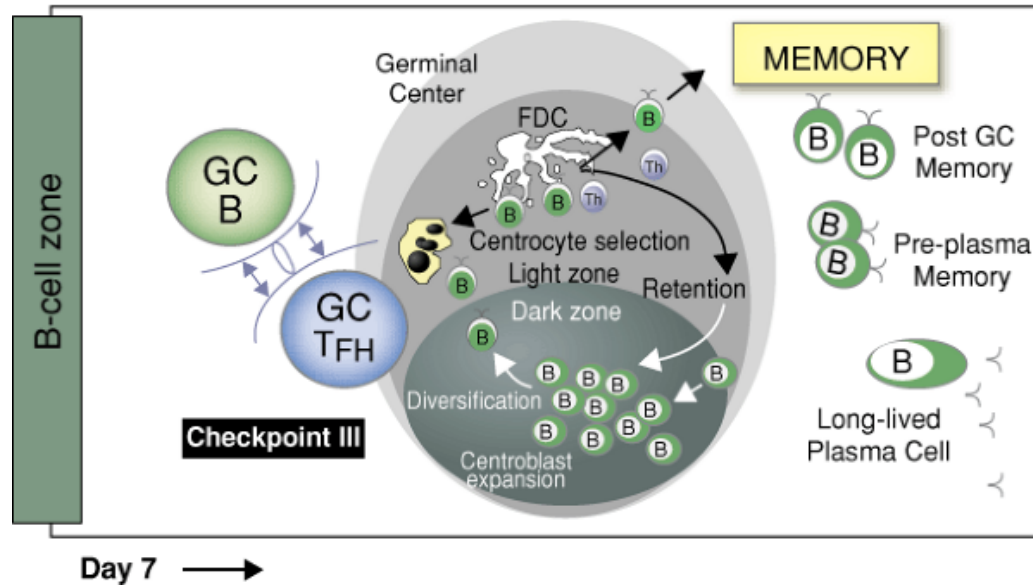 B-cell zone
Germinal
Center
MEMORY
FDC
B
Th
B
B
Th
Centrocyte selection
B
Light zone
Retention
Dark zone
B
B
Diversification
B
B
B
B
B
B
B
B
B
B
Centroblast
expansion
GC
B
GC
TFH
Checkpoint III
B
B
Post GC
Memory
B
B
Pre-plasma
Memory
B
Long-lived
Plasma Cell
Day 7